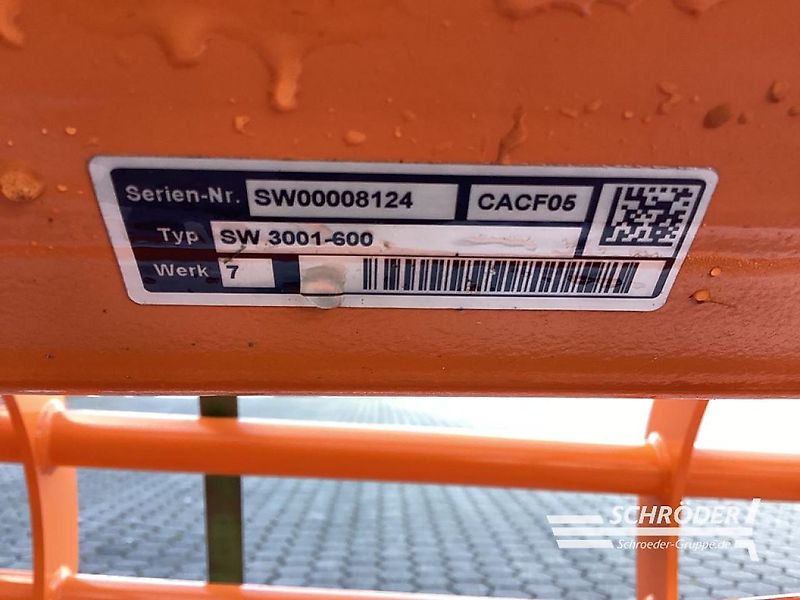 Serien-Nr. SW00008124 CACF05
Typ SW 3001-600
Werk 7
SCHRÖDER
Schroeder-Gruppe.de